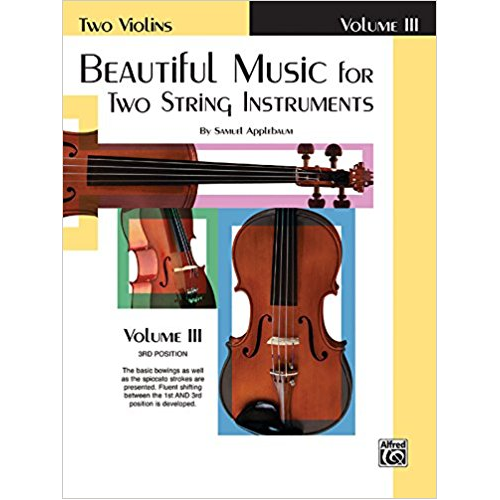 Two Violins
Volume III
Beautiful Music for
Two String Instruments
By Samuel Applebaum
Volume III
3RD POSITION
The basic bowings as well
as the spiccato strokes are
presented. Fluent shifting
between the 1st AND 3rd
position is developed.
Alfred